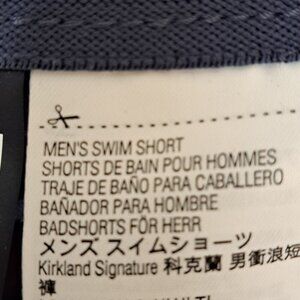 MEN'S SWIM SHORT
SHORTS DE BAIN POUR HOMMES
TRAJE DE BAÑO PARA CABALLERO
BAÑADOR PARA HOMBRE
BADSHORTS FÖR HERR
メンズ スイムショーツ
Kirkland Signature 科克蘭 男衝浪短
褲